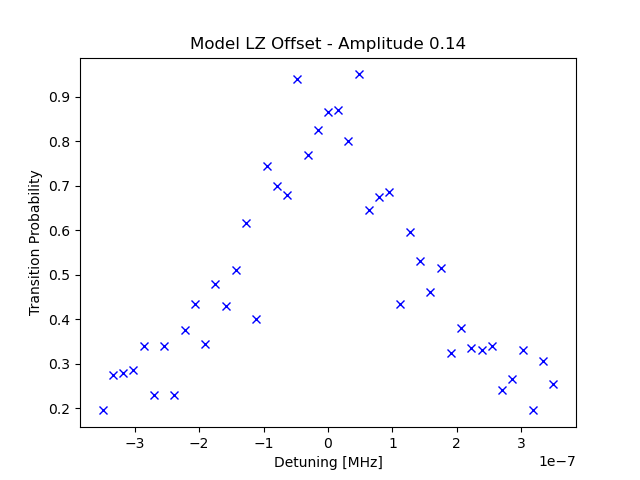 Model LZ Offset - Amplitude 0.14
Transition Probability
0.9
0.8
0.7
0.6
0.5
0.4
0.3
0.2
−3 −2 −1 0 1 2 3
1e−7
Detuning [MHz]